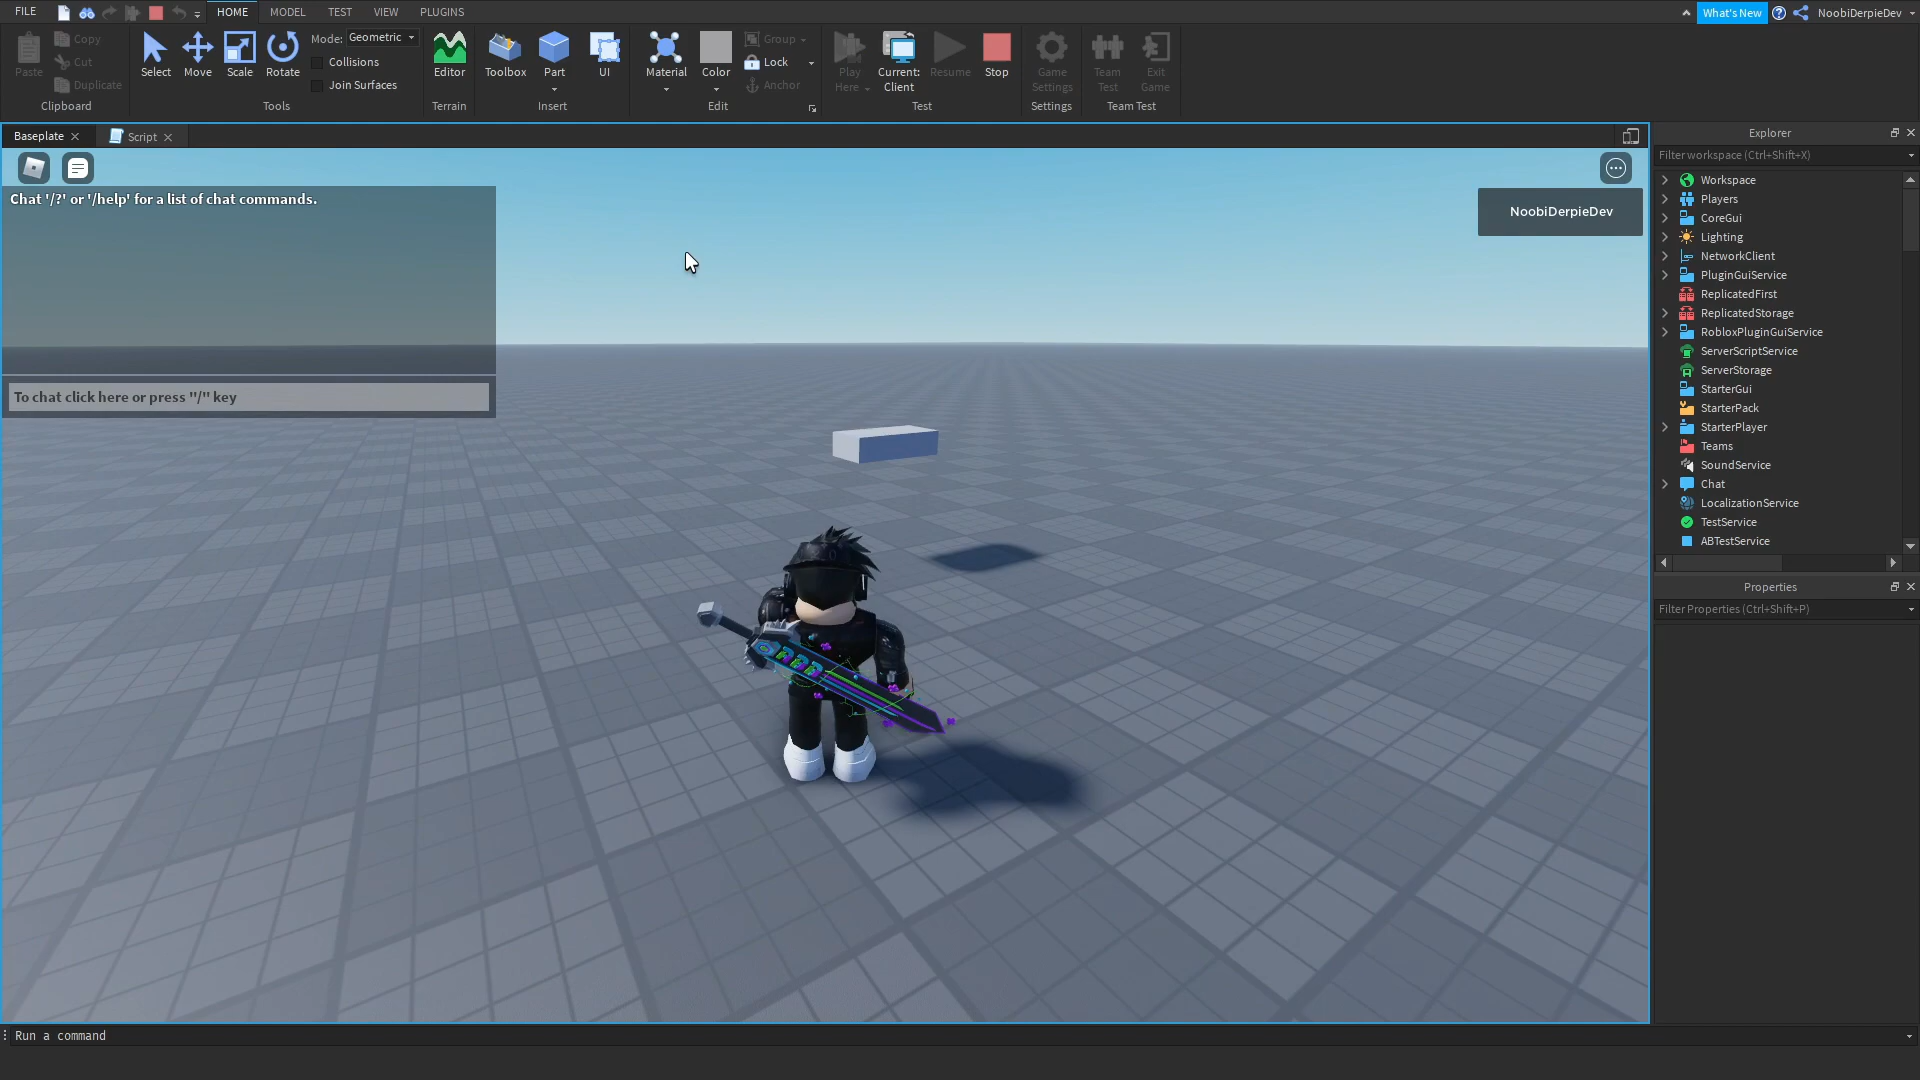 FILE HOME MODEL TEST VIEW PLUGINS What's New NoobiDerpieDev
Paste Copy Cut Duplicate
Clipboard
Select Move Scale Rotate Mode: Geometric
Collisions
Join Surfaces
Tools
Editor
Terrain
Toolbox Part UI
Insert
Material Color Group
Lock
Anchor
Edit
Play
Here
Current:
Client
Resume Stop
Test
Game
Settings
Settings
Team
Test
Exit
Game
Team Test
Baseplate Script
Chat '/?' or '/help' for a list of chat commands.
To chat click here or press "/" key
NoobiDerpieDev
Explorer
Filter workspace (Ctrl+Shift+X)
Workspace
Players
CoreGui
Lighting
NetworkClient
PluginGuiService
ReplicatedFirst
ReplicatedStorage
RobloxPluginGuiService
ServerScriptService
ServerStorage
StarterGui
StarterPack
StarterPlayer
Teams
SoundService
Chat
LocalizationService
TestService
ABTestService
Properties
Filter Properties (Ctrl+Shift+P)
Run a command